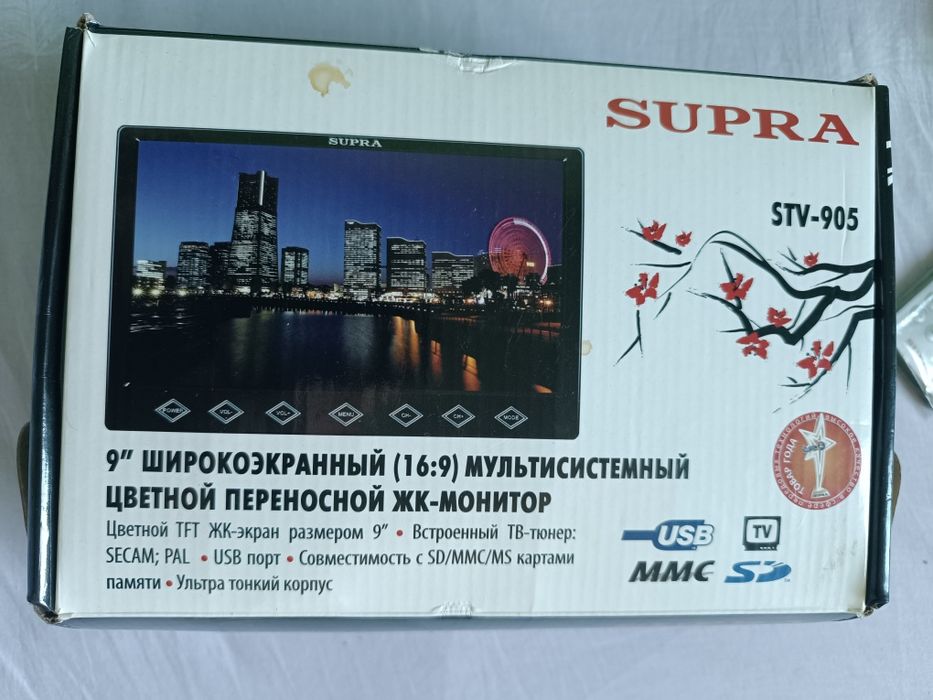 SUPRA
SUPRA
STV-905
POWER
VOL-
VOL+
MENU
CH-
CH+
MODE
9” ШИРОКОЭКРАННЫЙ (16:9) МУЛЬТИСИСТЕМНЫЙ
ЦВЕТНОЙ ПЕРЕНОСНОЙ ЖК-МОНИТОР
Цветной TFT ЖК-экран размером 9” • Встроенный ТВ-тюнер:
SECAM; PAL • USB порт • Совместимость с SD/MMC/MS картами
памяти • Ультра тонкий корпус
ТОВАР ГОДА
USB
TV
MMC
SD